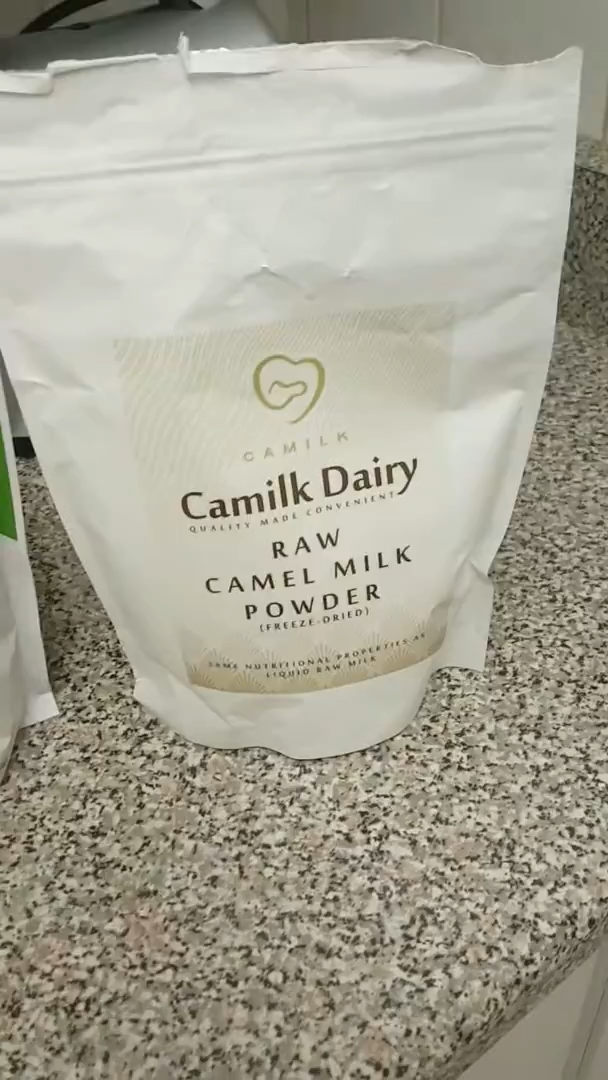 CAMILK
Camilk Dairy
QUALITY MADE CONVENIENT
RAW
CAMEL MILK
POWDER
(FREEZE-DRIED)
SAME NUTRITIONAL PROPERTIES AS
LIQUID RAW MILK